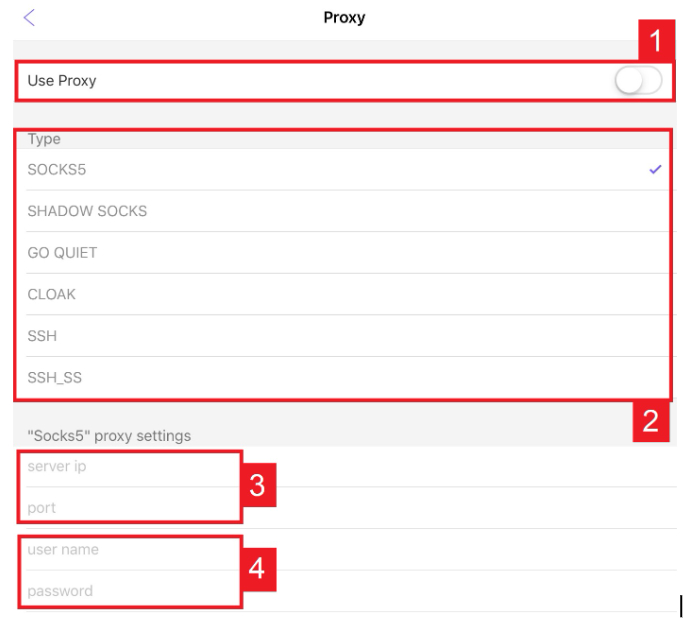 Proxy
1
Use Proxy
Type
SOCKS5
SHADOW SOCKS
GO QUIET
CLOAK
SSH
SSH_SS
2
"Socks5" proxy settings
server ip
3
port
user name
4
password